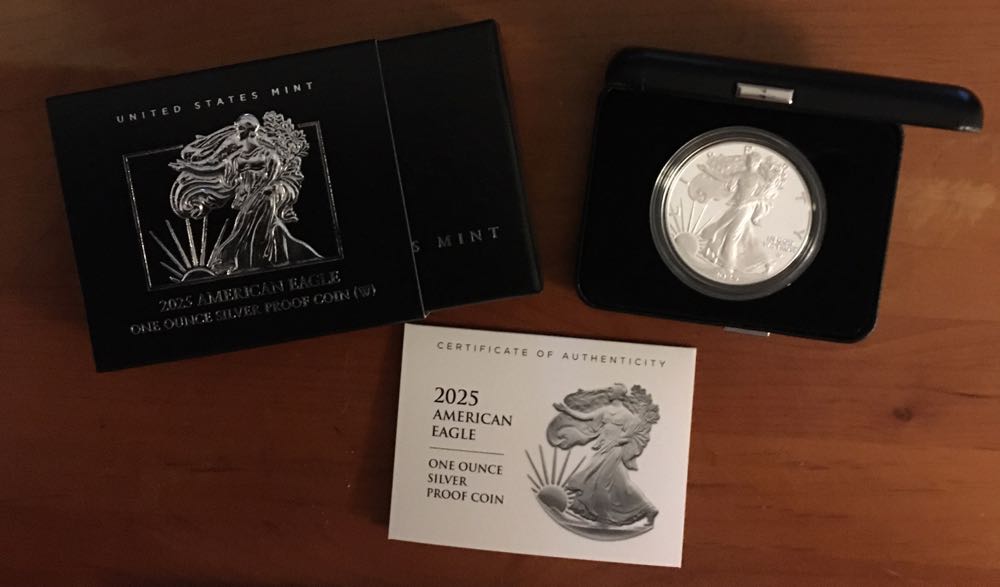 UNITED STATES MINT
2025 AMERICAN EAGLE
ONE OUNCE SILVER PROOF COIN (W)
S MINT
LIBERTY
CERTIFICATE OF AUTHENTICITY
2025
AMERICAN
EAGLE
ONE OUNCE
SILVER
PROOF COIN